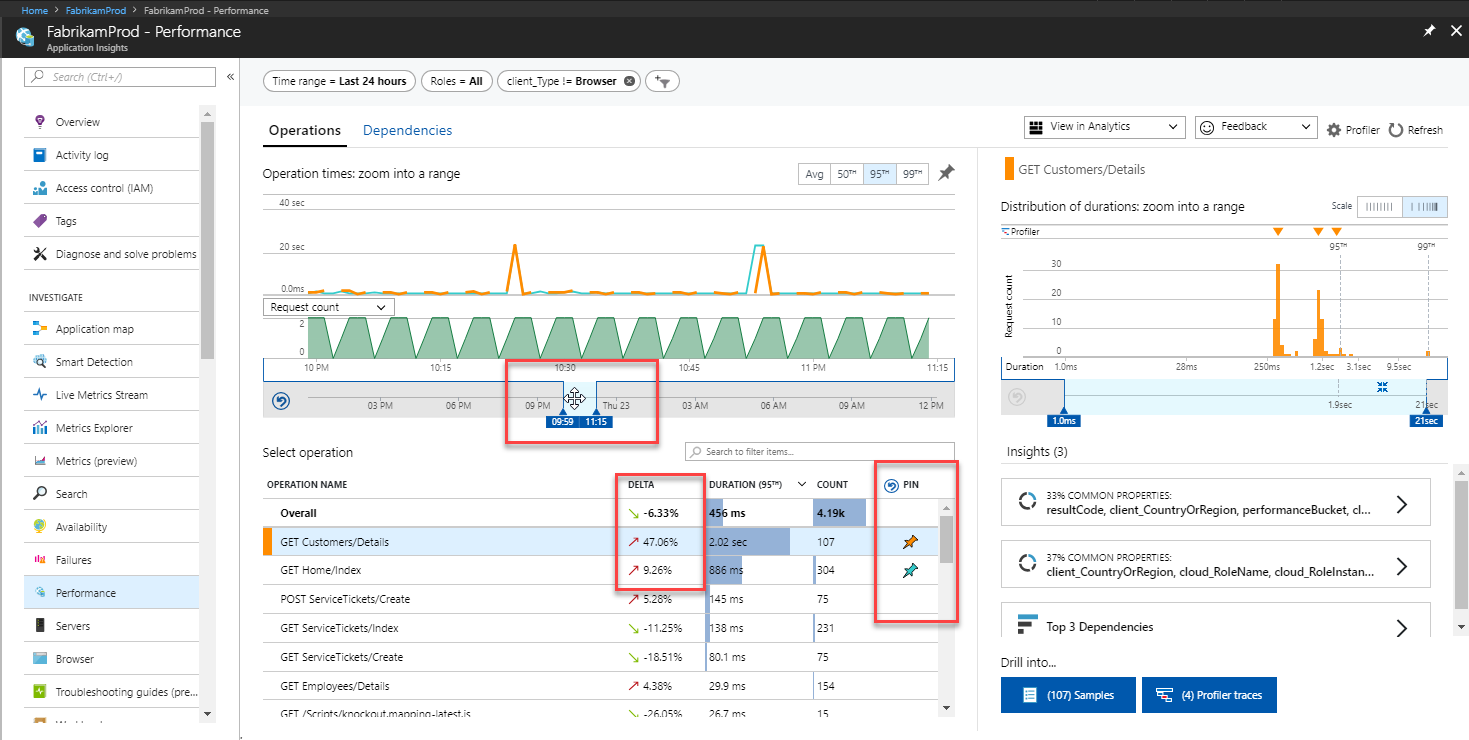 Home > FabrikamProd > FabrikamProd - Performance
FabrikamProd - Performance
Application Insights
Search (Ctrl+/)
«
Overview
Activity log
Access control (IAM)
Tags
Diagnose and solve problems
INVESTIGATE
Application map
Smart Detection
Live Metrics Stream
Metrics Explorer
Metrics (preview)
Search
Availability
Failures
Performance
Servers
Browser
Troubleshooting guides (pre...
Time range = Last 24 hours
Roles = All
client_Type != Browser
Operations
Dependencies
View in Analytics
Feedback
Profiler
Refresh
Operation times: zoom into a range
Avg 50TH 95TH 99TH
40 sec
20 sec
0.0ms
Request count
2
0
10 PM 10:15 10:30 10:45 11 PM 11:15
03 PM 06 PM 09 PM Thu 23 03 AM 06 AM 09 AM 12 PM
09:59 11:15
Select operation
Search to filter items...
OPERATION NAME DELTA DURATION (95TH) COUNT PIN
Overall -6.33% 456 ms 4.19k
GET Customers/Details 47.06% 2.02 sec 107
GET Home/Index 9.26% 886 ms 304
POST ServiceTickets/Create 5.28% 145 ms 75
GET ServiceTickets/Index -11.25% 138 ms 231
GET ServiceTickets/Create -18.51% 80.1 ms 75
GET Employees/Details 4.38% 29.9 ms 154
GET /Scripts/knockout.mapping-latest.js -26.05% 26.7 ms 15
GET Customers/Details
Distribution of durations: zoom into a range
Scale
Profiler
95TH 99TH
Request count
30
20
10
0
Duration 1.0ms 28ms 250ms 1.2sec 3.1sec 9.5sec
1.9sec 21sec
1.0ms 21sec
Insights (3)
33% COMMON PROPERTIES:
resultCode, client_CountryOrRegion, performanceBucket, cl...
37% COMMON PROPERTIES:
client_CountryOrRegion, cloud_RoleName, cloud_RoleInstan...
Top 3 Dependencies
Drill into...
(107) Samples
(4) Profiler traces